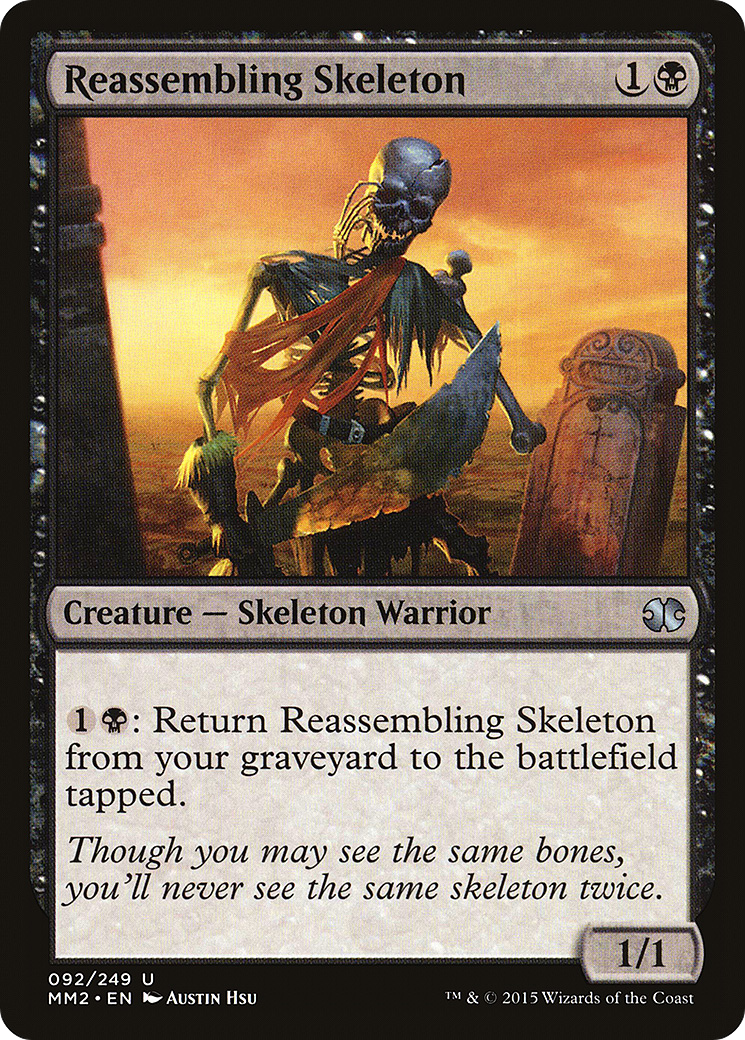 Reassembling Skeleton 1
1: Return Reassembling Skeleton
from your graveyard to the battlefield
tapped.
Though you may see the same bones,
you'll never see the same skeleton twice.
Creature — Skeleton Warrior
1/1
092/249 U
MM2 • EN Austin Hsu
™ & © 2015 Wizards of the Coast